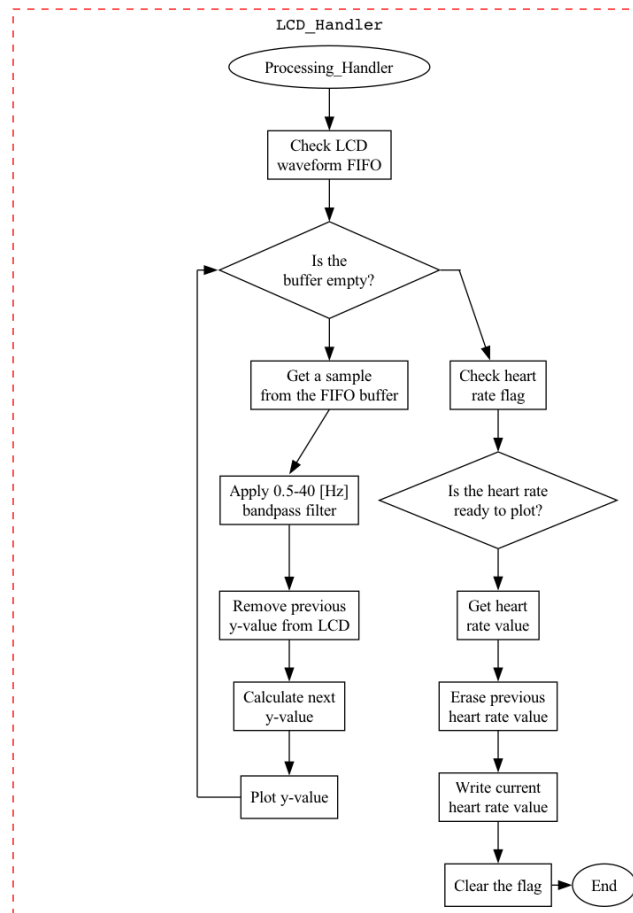 LCD_Handler
Processing_Handler
Check LCD
waveform FIFO
Is the
buffer empty?
Get a sample
from the FIFO buffer
Apply 0.5-40 [Hz]
bandpass filter
Remove previous
y-value from LCD
Calculate next
y-value
Plot y-value
Check heart
rate flag
Is the heart rate
ready to plot?
Get heart
rate value
Erase previous
heart rate value
Write current
heart rate value
Clear the flag
End